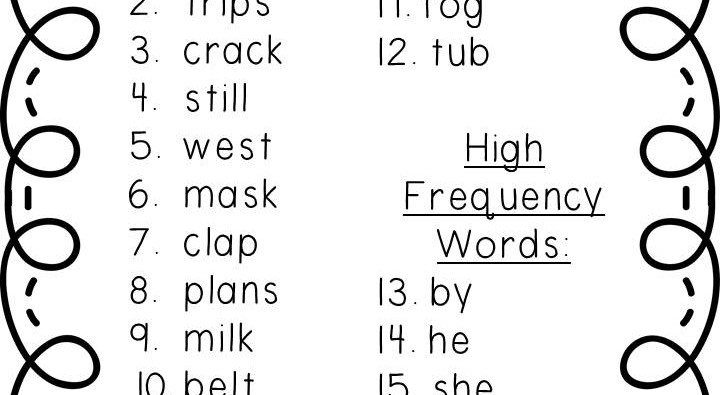 2. trips
3. crack
4. still
5. west
6. mask
7. clap
8. plans
9. milk
10. belt
12. tub
High
Frequency
Words:
13. by
14. he
15. she